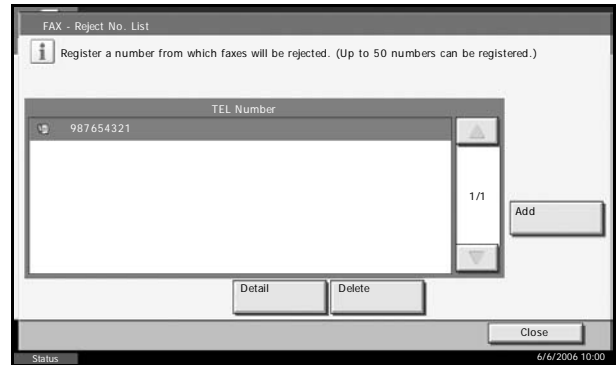 FAX - Reject No. List
i Register a number from which faxes will be rejected. (Up to 50 numbers can be registered.)
TEL Number
987654321
1/1
Add
Detail Delete
Close
Status 6/6/2006 10:00